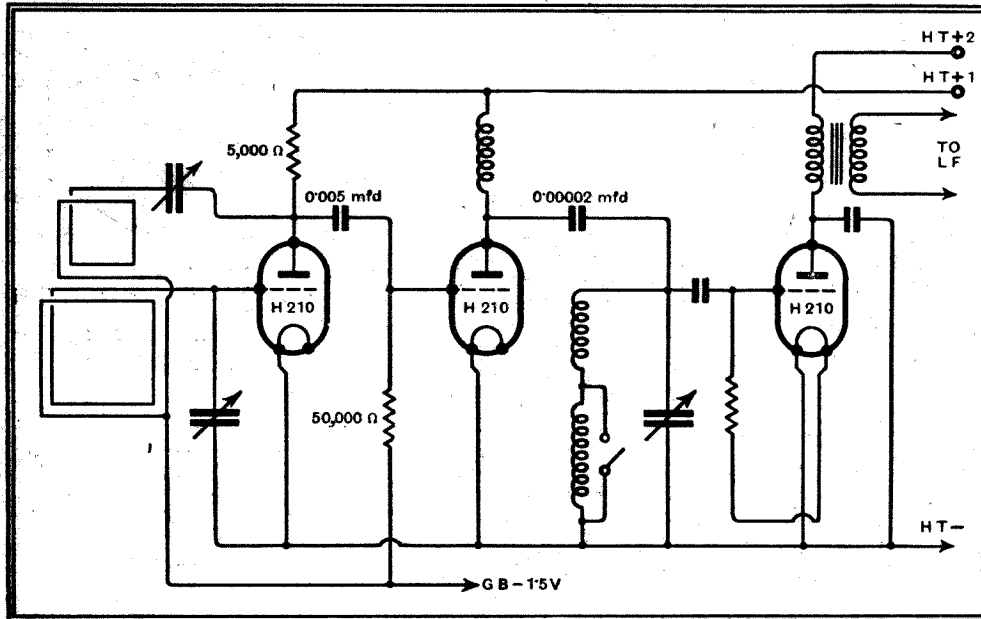 HT+2
HT+1
5,000 Ω
TO
LF
0·005 mfd
0·00002 mfd
H 210
H 210
H 210
50,000 Ω
HT−
GB−1·5V